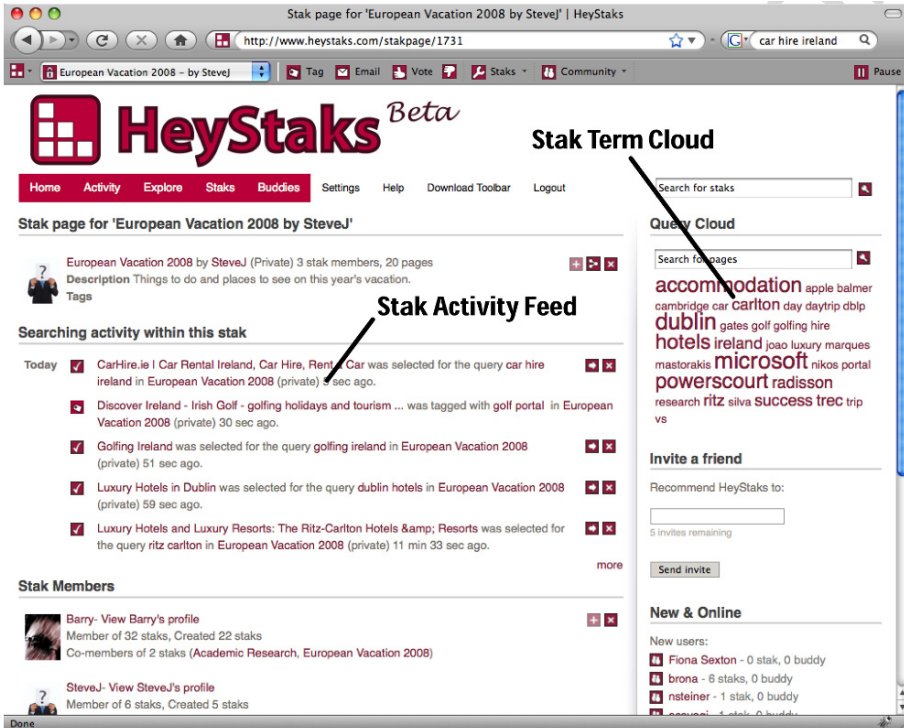 Stak page for 'European Vacation 2008 by SteveJ' | HeyStaks
http://www.heystaks.com/stakpage/1731
car hire ireland
European Vacation 2008 - by SteveJ
Tag
Email
Vote
Staks
Community
Pause
HeyStaks Beta
Stak Term Cloud
Home
Activity
Explore
Staks
Buddies
Settings
Help
Download Toolbar
Logout
Search for staks
Stak page for 'European Vacation 2008 by SteveJ'
European Vacation 2008 by SteveJ (Private) 3 stak members, 20 pages
Description Things to do and places to see on this year's vacation.
Tags
Stak Activity Feed
Searching activity within this stak
Today
CarHire.ie | Car Rental Ireland, Car Hire, Rent Car was selected for the query car hire
ireland in European Vacation 2008 (private) sec ago.
Discover Ireland - Irish Golf - golfing holidays and tourism ... was tagged with golf portal in European
Vacation 2008 (private) 30 sec ago.
Golfing Ireland was selected for the query golfing ireland in European Vacation 2008
(private) 51 sec ago.
Luxury Hotels in Dublin was selected for the query dublin hotels in European Vacation 2008
(private) 59 sec ago.
Luxury Hotels and Luxury Resorts: The Ritz-Carlton Hotels &amp; Resorts was selected for
the query ritz carlton in European Vacation 2008 (private) 11 min 33 sec ago.
more
Stak Members
Barry- View Barry's profile
Member of 32 staks, Created 22 staks
Co-members of 2 staks (Academic Research, European Vacation 2008)
SteveJ- View SteveJ's profile
Member of 6 staks, Created 5 staks
Query Cloud
Search for pages
accommodation apple balmer
cambridge car carlton day daytrip dblp
dublin gates golf golfing hire
hotels ireland joao luxury marques
mastorakis microsoft nikos portal
powerscourt radisson
research ritz silva success trec trip
vs
Invite a friend
Recommend HeyStaks to:
5 invites remaining
Send invite
New & Online
New users:
Fiona Sexton - 0 stak, 0 buddy
brona - 6 staks, 0 buddy
nsteiner - 1 stak, 0 buddy
Done